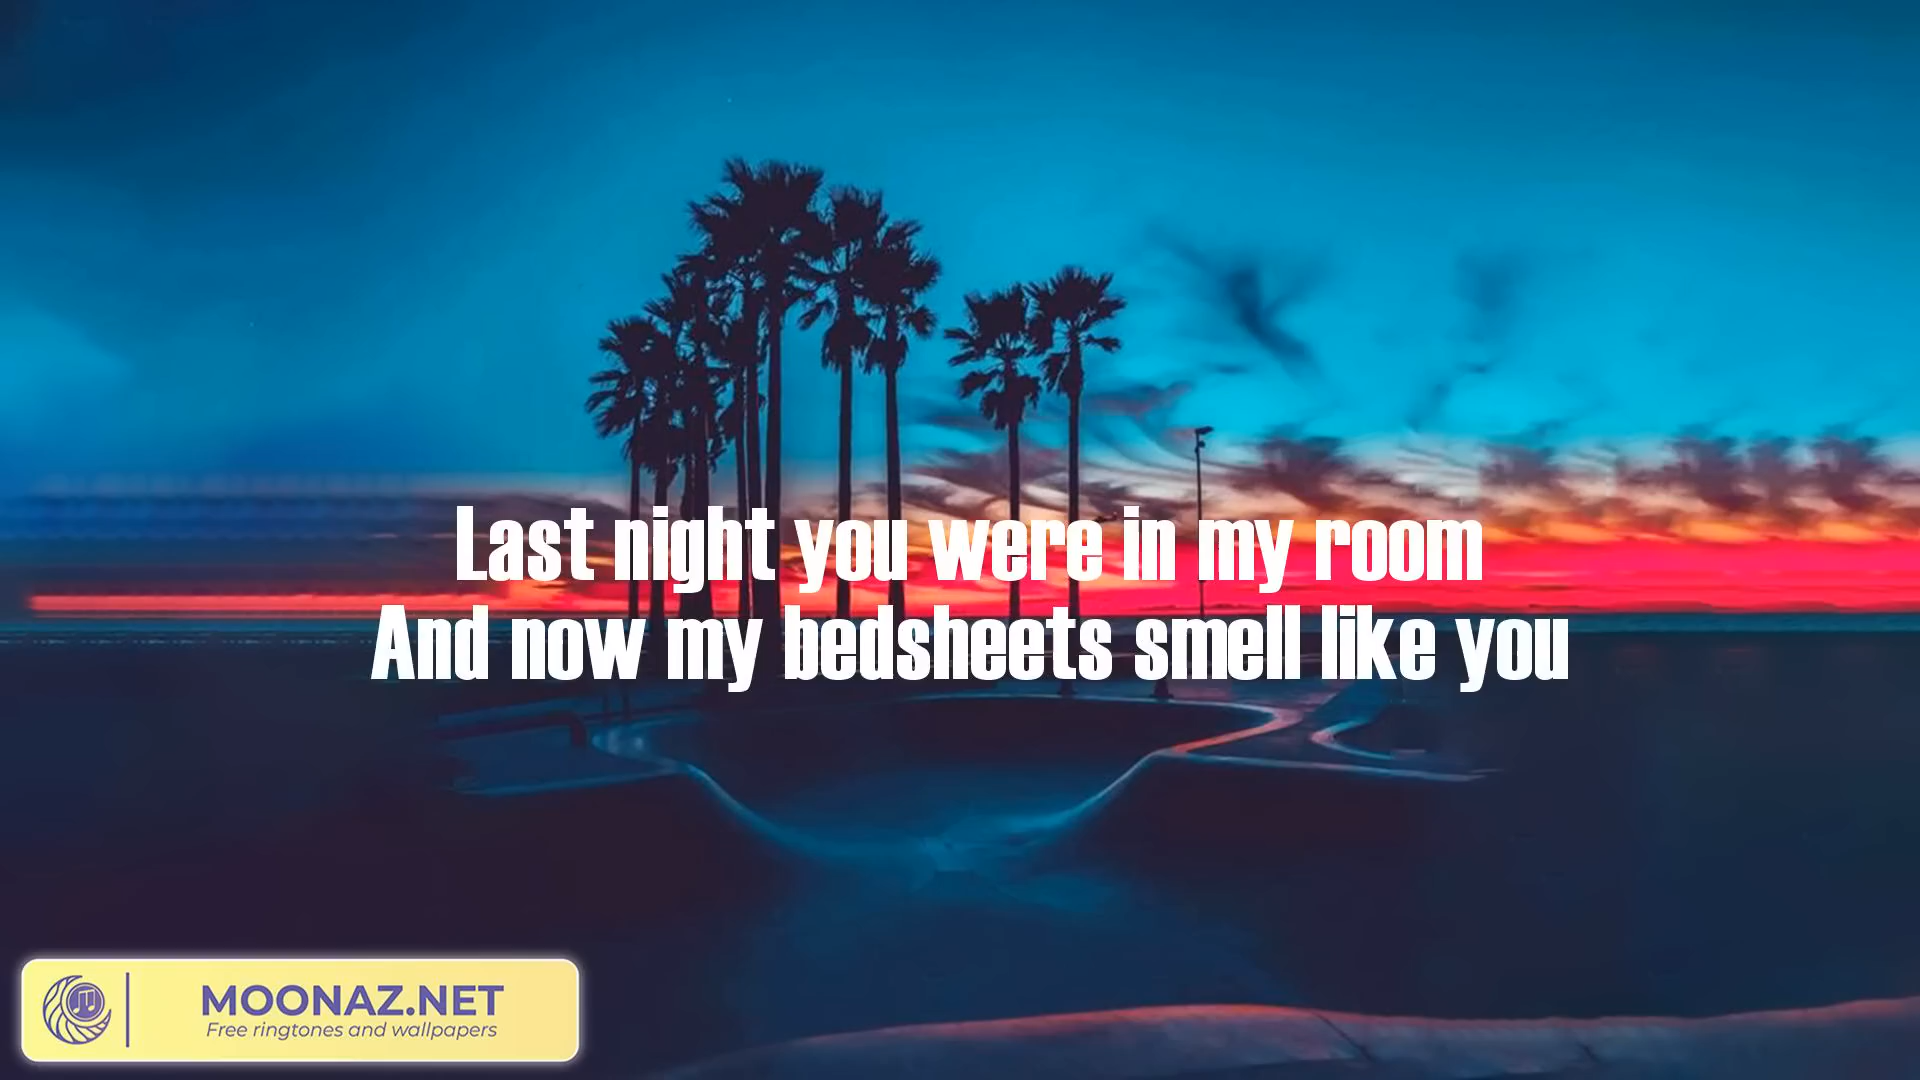 Last night you were in my room
And now my bedsheets smell like you
MOONAZ.NET
Free ringtones and wallpapers